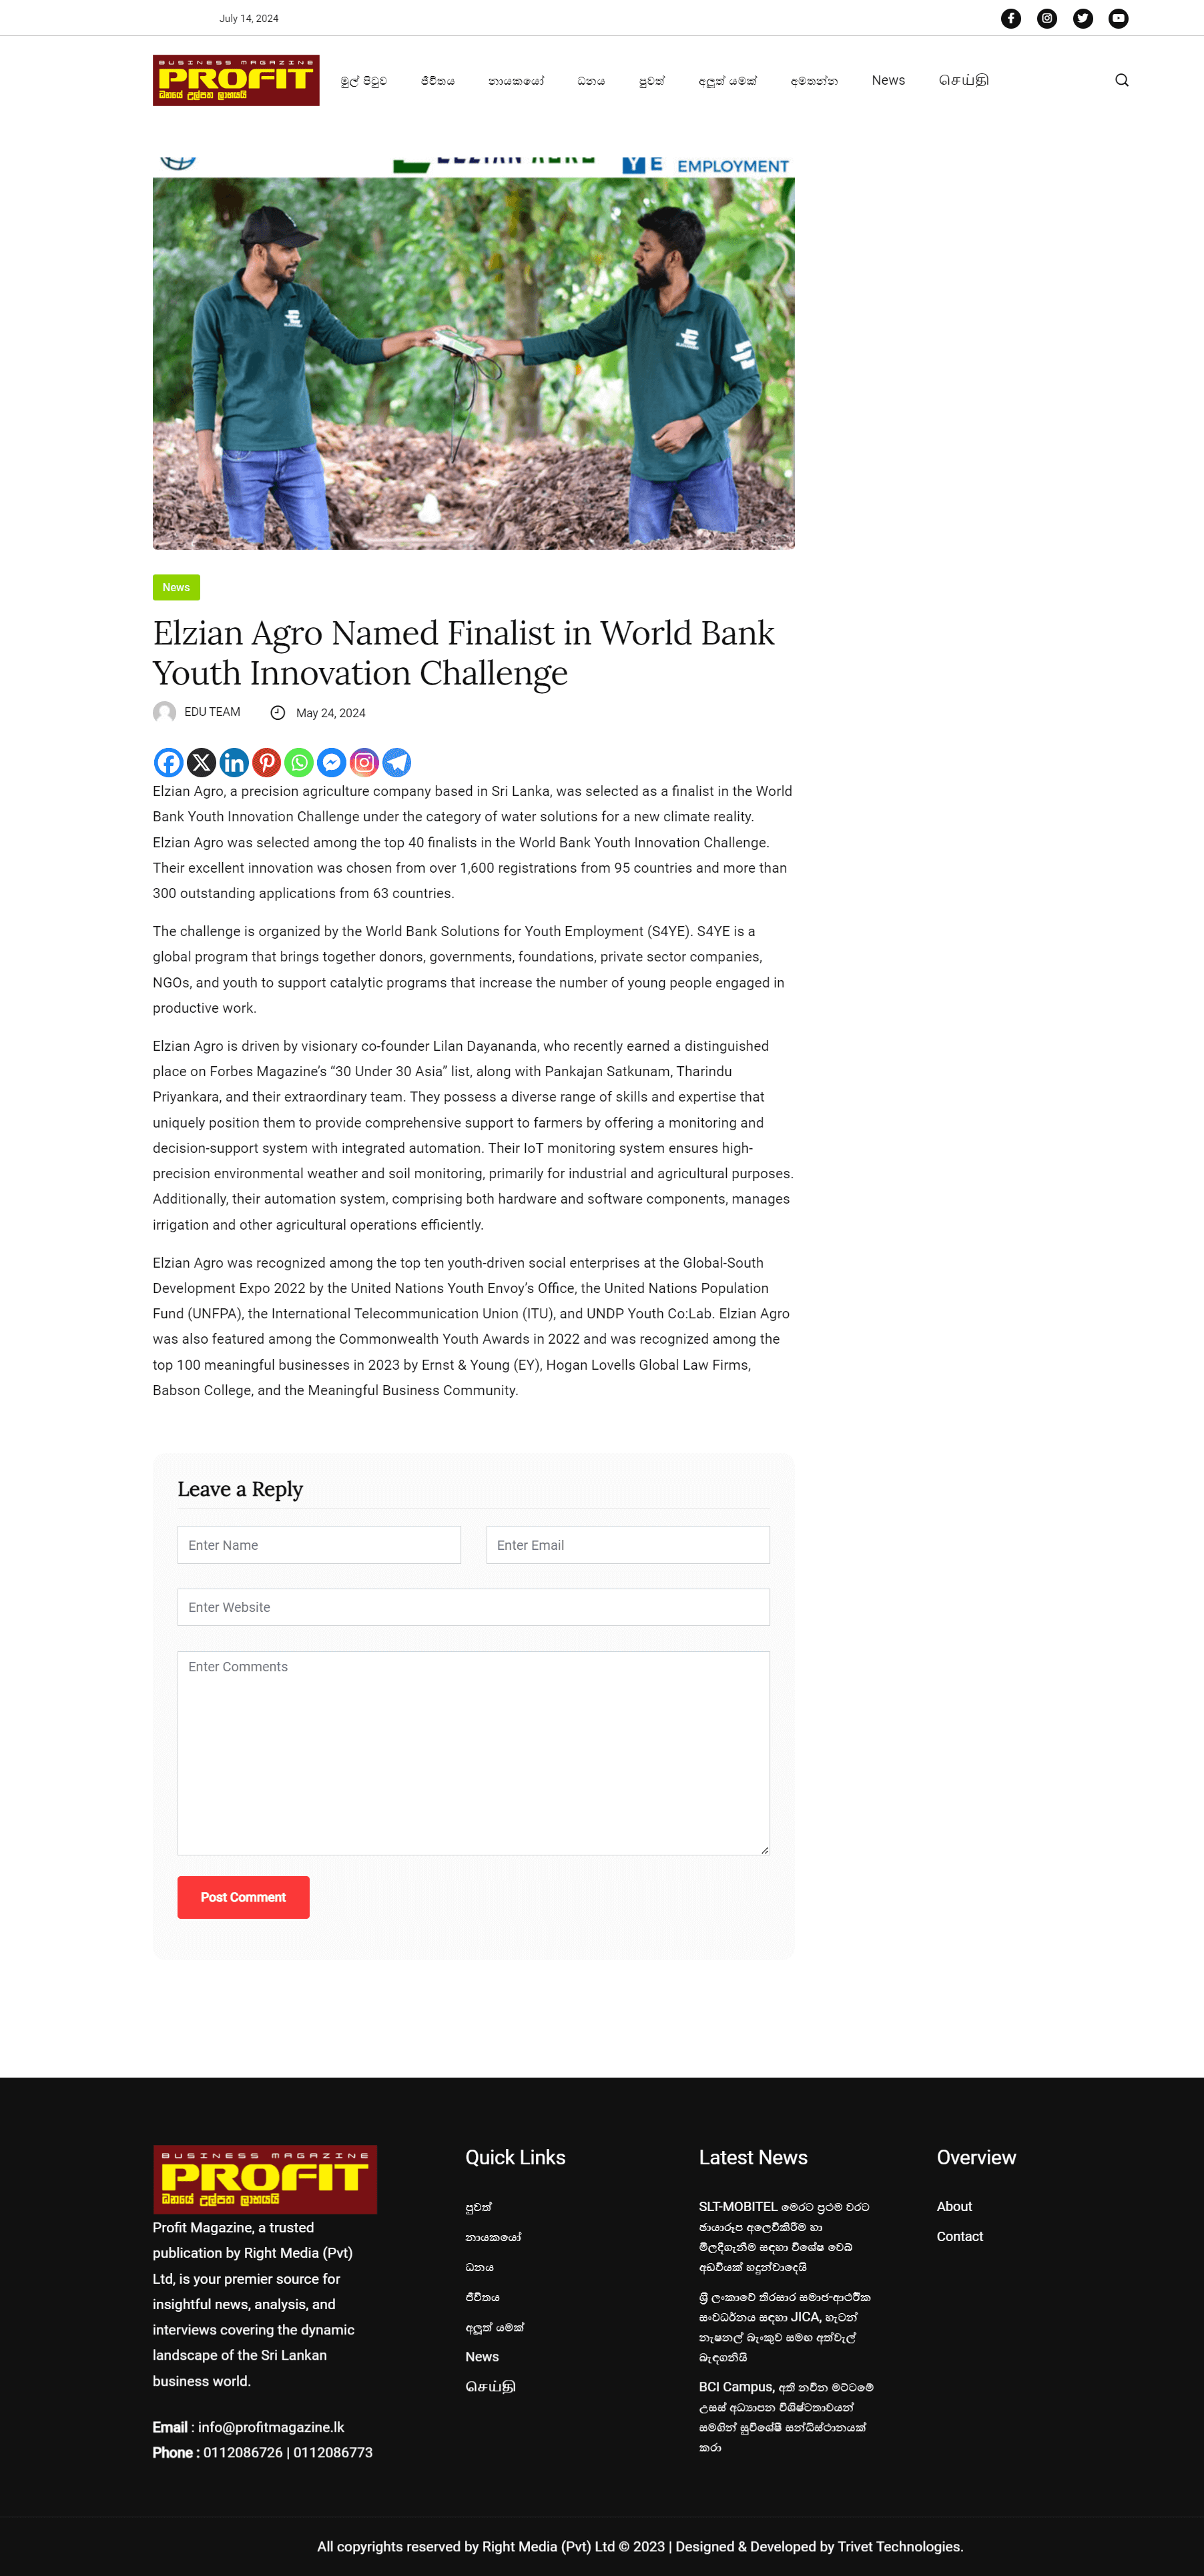 July 14, 2024
BUSINESS MAGAZINE
PROFIT
ධනයේ උල්පත ලාභයයි
මුල් පිටුව ජීවිතය නායකයෝ ධනය පුවත් අලුත් යමක් අමතන්න News செய்தி
EMPLOYMENT
News
Elzian Agro Named Finalist in World Bank
Youth Innovation Challenge
EDU TEAM May 24, 2024
Elzian Agro, a precision agriculture company based in Sri Lanka, was selected as a finalist in the World
Bank Youth Innovation Challenge under the category of water solutions for a new climate reality.
Elzian Agro was selected among the top 40 finalists in the World Bank Youth Innovation Challenge.
Their excellent innovation was chosen from over 1,600 registrations from 95 countries and more than
300 outstanding applications from 63 countries.
The challenge is organized by the World Bank Solutions for Youth Employment (S4YE). S4YE is a
global program that brings together donors, governments, foundations, private sector companies,
NGOs, and youth to support catalytic programs that increase the number of young people engaged in
productive work.
Elzian Agro is driven by visionary co-founder Lilan Dayananda, who recently earned a distinguished
place on Forbes Magazine’s “30 Under 30 Asia” list, along with Pankajan Satkunam, Tharindu
Priyankara, and their extraordinary team. They possess a diverse range of skills and expertise that
uniquely position them to provide comprehensive support to farmers by offering a monitoring and
decision-support system with integrated automation. Their IoT monitoring system ensures high-
precision environmental weather and soil monitoring, primarily for industrial and agricultural purposes.
Additionally, their automation system, comprising both hardware and software components, manages
irrigation and other agricultural operations efficiently.
Elzian Agro was recognized among the top ten youth-driven social enterprises at the Global-South
Development Expo 2022 by the United Nations Youth Envoy’s Office, the United Nations Population
Fund (UNFPA), the International Telecommunication Union (ITU), and UNDP Youth Co:Lab. Elzian Agro
was also featured among the Commonwealth Youth Awards in 2022 and was recognized among the
top 100 meaningful businesses in 2023 by Ernst & Young (EY), Hogan Lovells Global Law Firms,
Babson College, and the Meaningful Business Community.
Leave a Reply
Enter Name Enter Email
Enter Website
Enter Comments
Post Comment
BUSINESS MAGAZINE
PROFIT
ධනයේ උල්පත ලාභයයි
Profit Magazine, a trusted
publication by Right Media (Pvt)
Ltd, is your premier source for
insightful news, analysis, and
interviews covering the dynamic
landscape of the Sri Lankan
business world.
Email : info@profitmagazine.lk
Phone : 0112086726 | 0112086773
Quick Links
පුවත්
නායකයෝ
ධනය
ජීවිතය
අලූත් යමක්
News
செய்தி
Latest News
SLT-MOBITEL මෙරට ප්‍රථම වරට
ඡායාරූප අලෙවිකිරීම හා
මිලදීගැනීම සඳහා විශේෂ වෙබ්
අඩවියක් හඳුන්වාදෙයි
ශ්‍රී ලංකාවේ තිරසාර සමාජ-ආර්ථික
සංවර්ධනය සඳහා JICA, හැටන්
නැෂනල් බැංකුව සමඟ අත්වැල්
බැඳගනියි
BCI Campus, අති නවීන මට්ටමේ
උසස් අධ්‍යාපන විශිෂ්ටතාවයන්
සමගින් සුවිශේෂී සන්ධිස්ථානයක්
කරා
Overview
About
Contact
All copyrights reserved by Right Media (Pvt) Ltd © 2023 | Designed & Developed by Trivet Technologies.